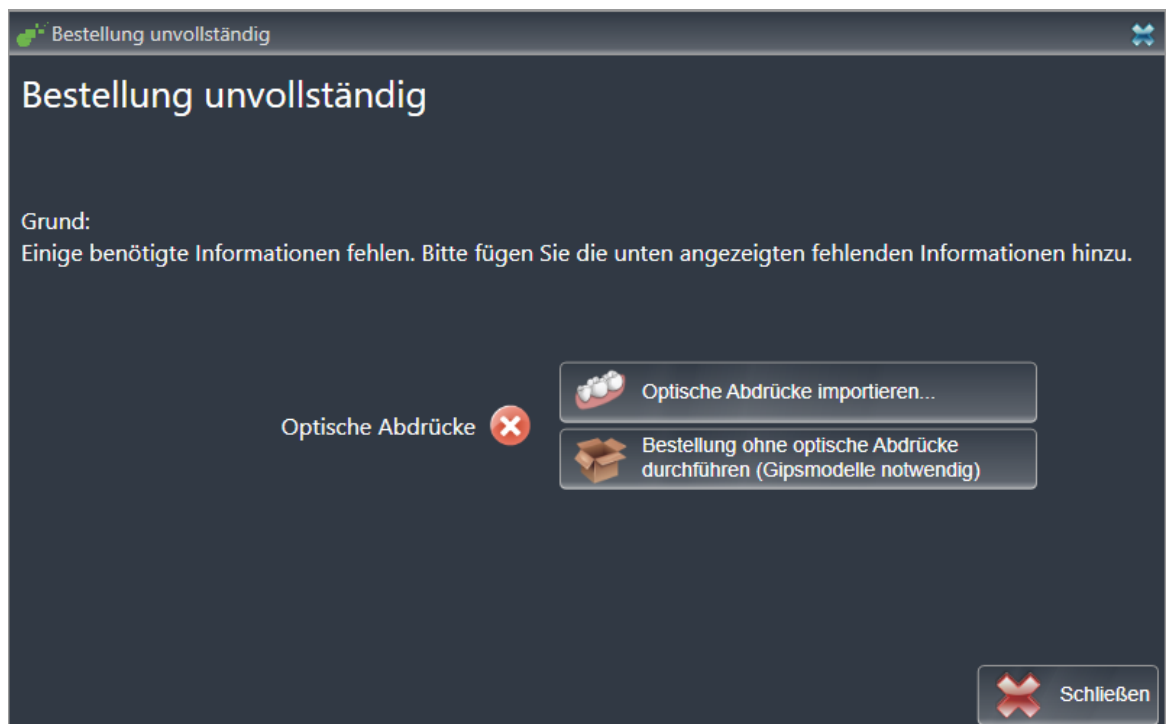 Bestellung unvollständig
Bestellung unvollständig
Grund:
Einige benötigte Informationen fehlen. Bitte fügen Sie die unten angezeigten fehlenden Informationen hinzu.
Optische Abdrücke
Optische Abdrücke importieren...
Bestellung ohne optische Abdrücke
durchführen (Gipsmodelle notwendig)
Schließen